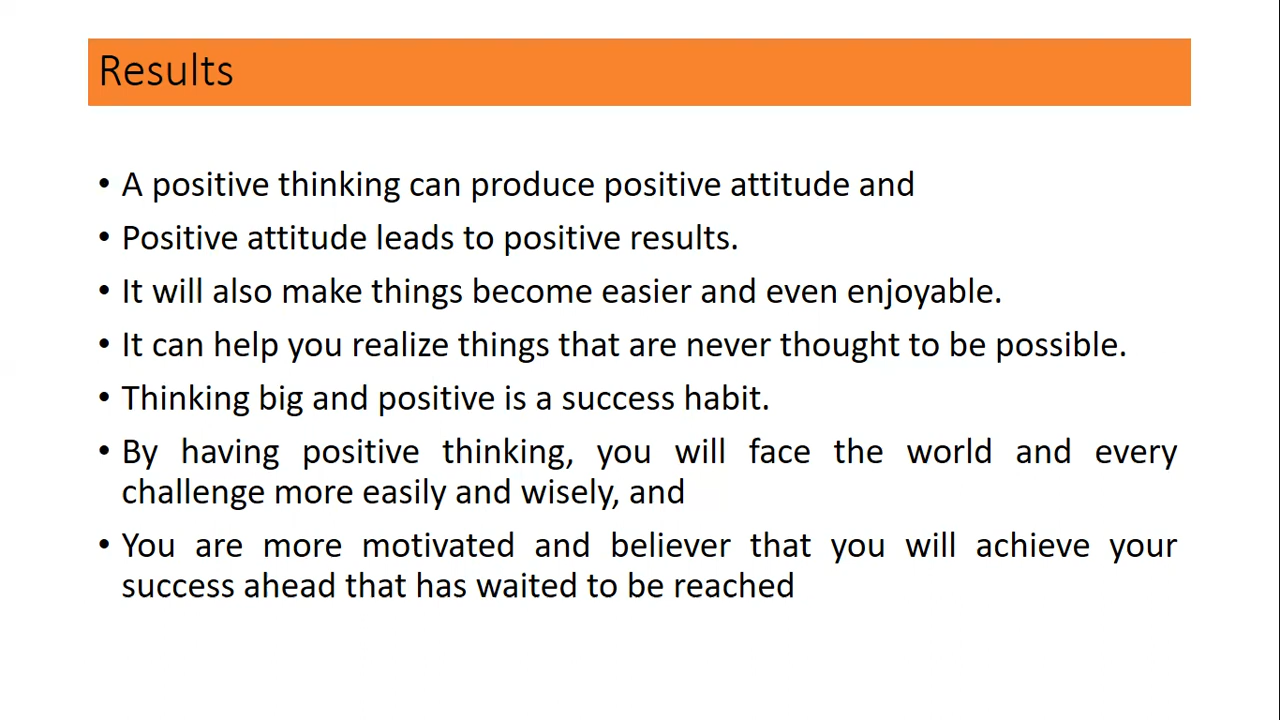 Results
• A positive thinking can produce positive attitude and
• Positive attitude leads to positive results.
• It will also make things become easier and even enjoyable.
• It can help you realize things that are never thought to be possible.
• Thinking big and positive is a success habit.
• By having positive thinking, you will face the world and every
challenge more easily and wisely, and
• You are more motivated and believer that you will achieve your
success ahead that has waited to be reached